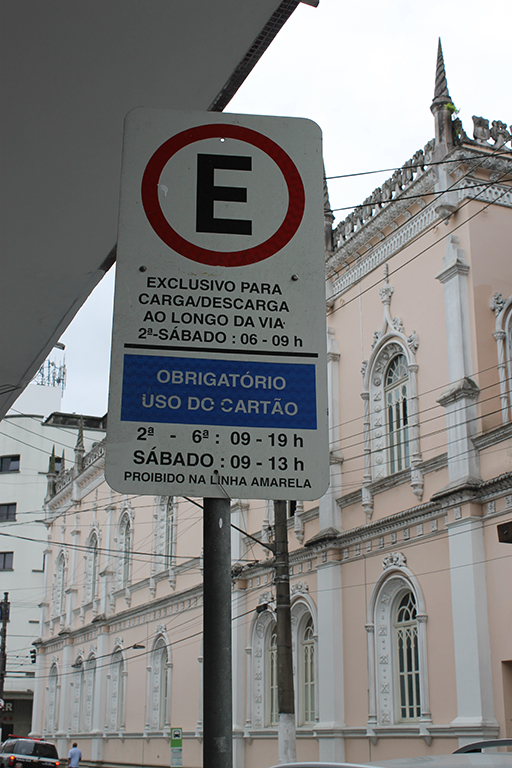 E
EXCLUSIVO PARA
CARGA/DESCARGA
AO LONGO DA VIA
2ª-SÁBADO : 06 - 09 h
OBRIGATÓRIO
USO DO CARTÃO
2ª - 6ª : 09 - 19 h
SÁBADO : 09 - 13 h
PROIBIDO NA LINHA AMARELA